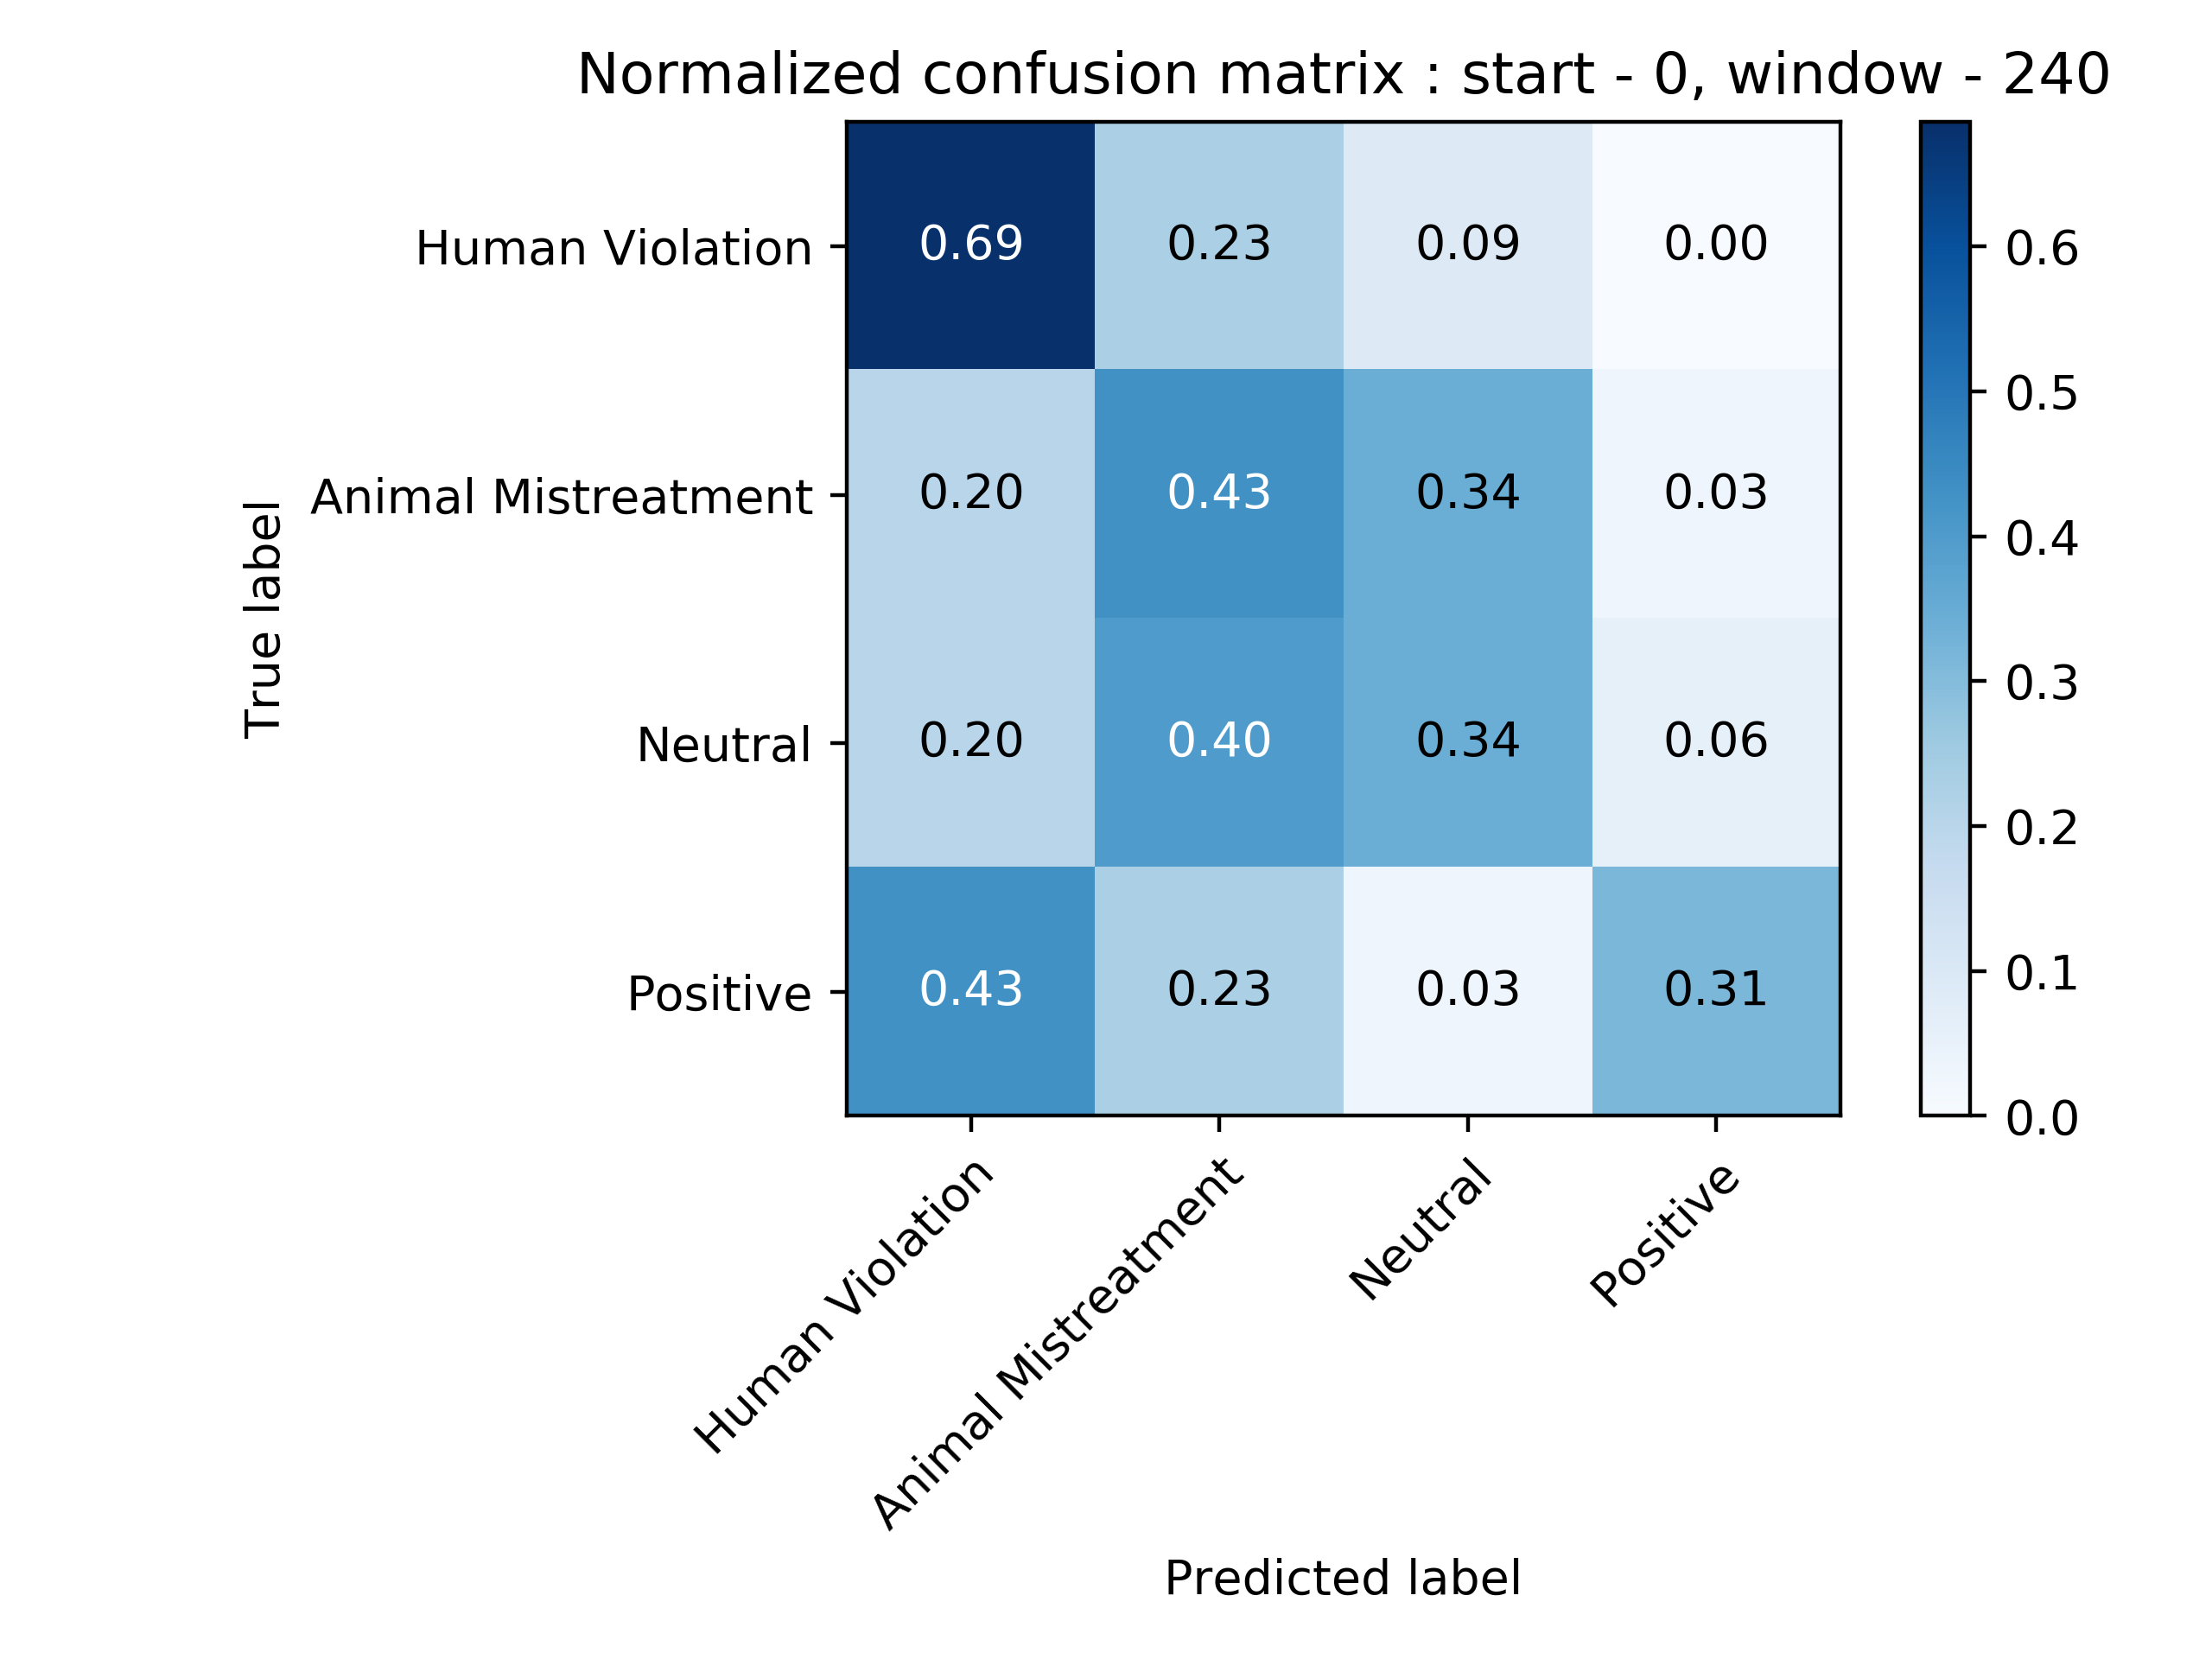 Normalized confusion matrix : start - 0, window - 240
True label
Human Violation
0.69 0.23 0.09 0.00
Animal Mistreatment
0.20 0.43 0.34 0.03
Neutral
0.20 0.40 0.34 0.06
Positive
0.43 0.23 0.03 0.31
0.6
0.5
0.4
0.3
0.2
0.1
0.0
Human Violation
Animal Mistreatment
Neutral
Positive
Predicted label